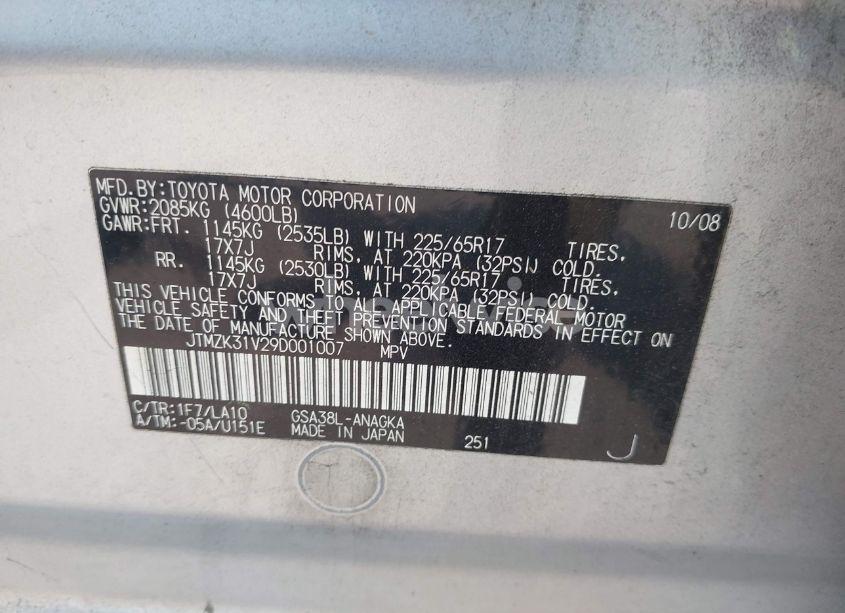 MFD. BY: TOYOTA MOTOR CORPORATION 10/08
GVWR: 2085KG (4600LB)
GAWR: FRT. 1145KG (2535LB) WITH 225/65R17 TIRES,
17X7J RIMS, AT 220KPA (32PSI) COLD.
RR. 1145KG (2530LB) WITH 225/65R17 TIRES,
17X7J RIMS, AT 220KPA (32PSI) COLD.
THIS VEHICLE CONFORMS TO ALL APPLICABLE FEDERAL MOTOR
VEHICLE SAFETY AND THEFT PREVENTION STANDARDS IN EFFECT ON
THE DATE OF MANUFACTURE SHOWN ABOVE.
JTMZK31V29D001007 MPV
C/TR: 1F7/LA10 GSA38L-ANAGKA
A/TM: -05A/U151E MADE IN JAPAN 251 J